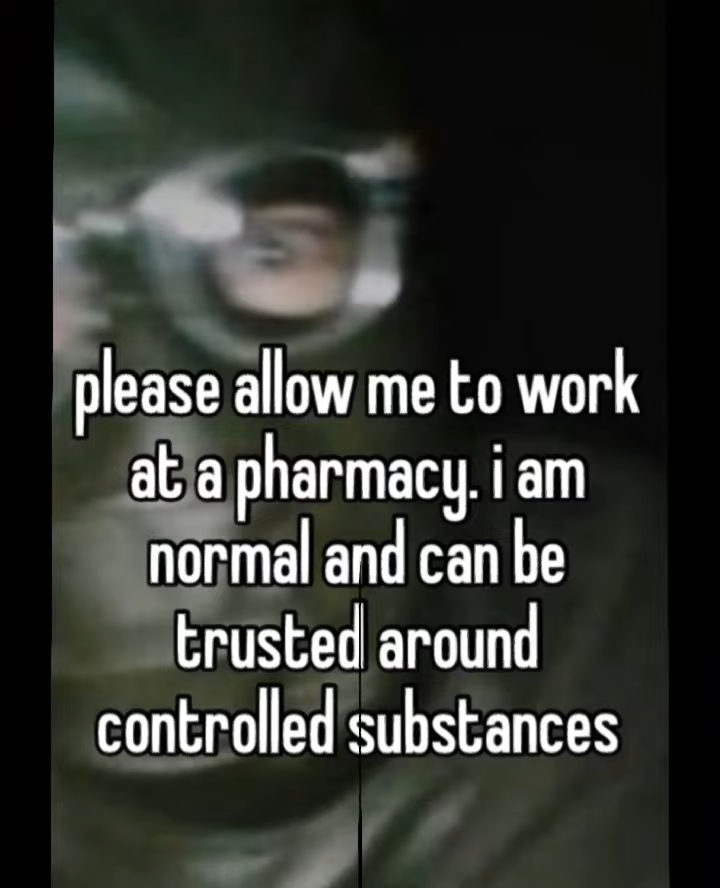 please allow me to work
at a pharmacy. i am
normal and can be
trusted around
controlled substances